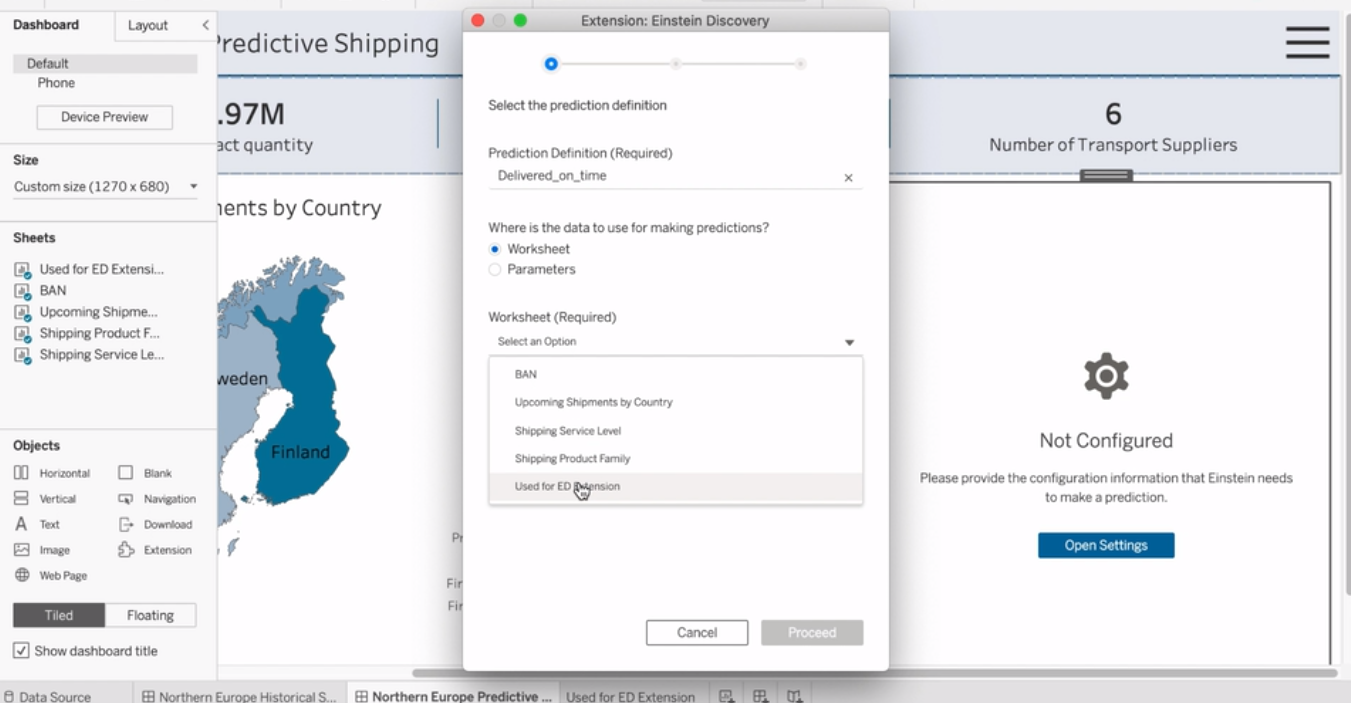 Dashboard
Layout
Default
Phone
Device Preview
Size
Custom size (1270 x 680)
Sheets
Used for ED Extensi...
BAN
Upcoming Shipme...
Shipping Product F...
Shipping Service Le...
Objects
Horizontal
Blank
Vertical
Navigation
Text
Download
Image
Extension
Web Page
Tiled
Floating
Show dashboard title
Predictive Shipping
.97M
act quantity
ments by Country
weden
Finland
Pr
Fir
Fir
Extension: Einstein Discovery
Select the prediction definition
Prediction Definition (Required)
Delivered_on_time
Where is the data to use for making predictions?
Worksheet
Parameters
Worksheet (Required)
Select an Option
BAN
Upcoming Shipments by Country
Shipping Service Level
Shipping Product Family
Used for ED Extension
Cancel
Proceed
6
Number of Transport Suppliers
Not Configured
Please provide the configuration information that Einstein needs
to make a prediction.
Open Settings
Data Source
Northern Europe Historical S...
Northern Europe Predictive ...
Used for ED Extension